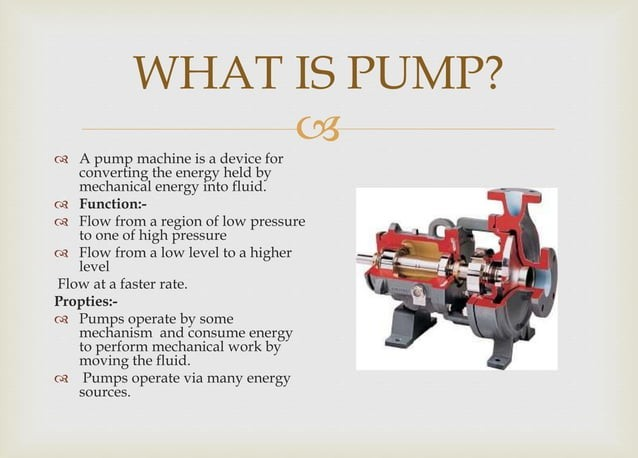 WHAT IS PUMP?
A pump machine is a device for
converting the energy held by
mechanical energy into fluid.
Function:-
Flow from a region of low pressure
to one of high pressure
Flow from a low level to a higher
level
Flow at a faster rate.
Propties:-
Pumps operate by some
mechanism and consume energy
to perform mechanical work by
moving the fluid.
Pumps operate via many energy
sources.